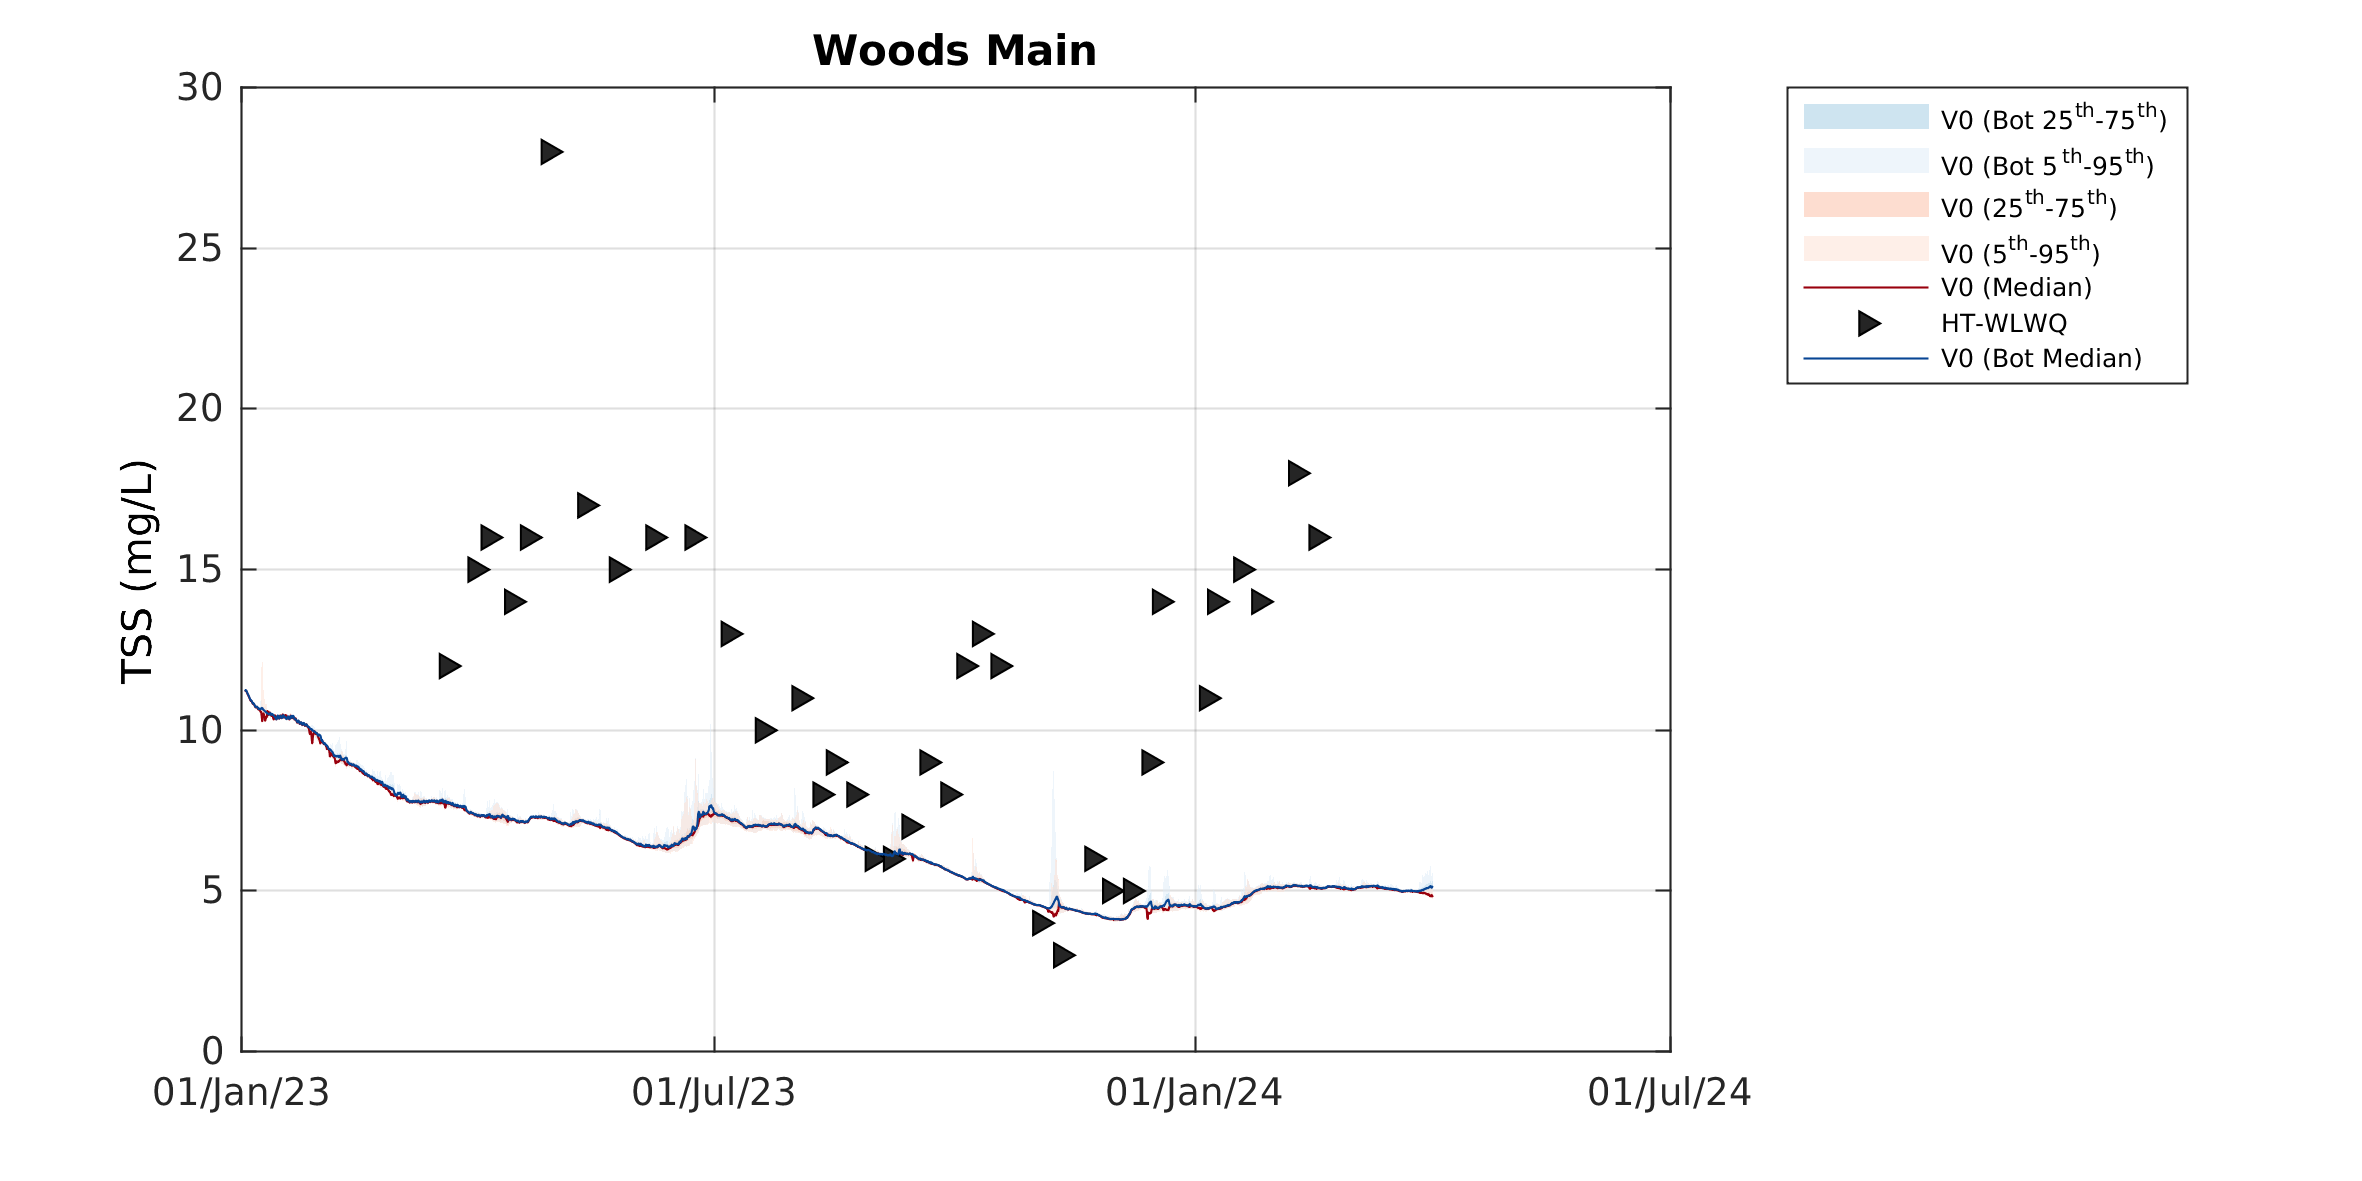 Woods Main
30
25
20
15
10
5
0
TSS (mg/L)
01/Jan/23
01/Jul/23
01/Jan/24
01/Jul/24
V0 (Bot 25th-75th)
V0 (Bot 5th-95th)
V0 (25th-75th)
V0 (5th-95th)
V0 (Median)
HT-WLWQ
V0 (Bot Median)